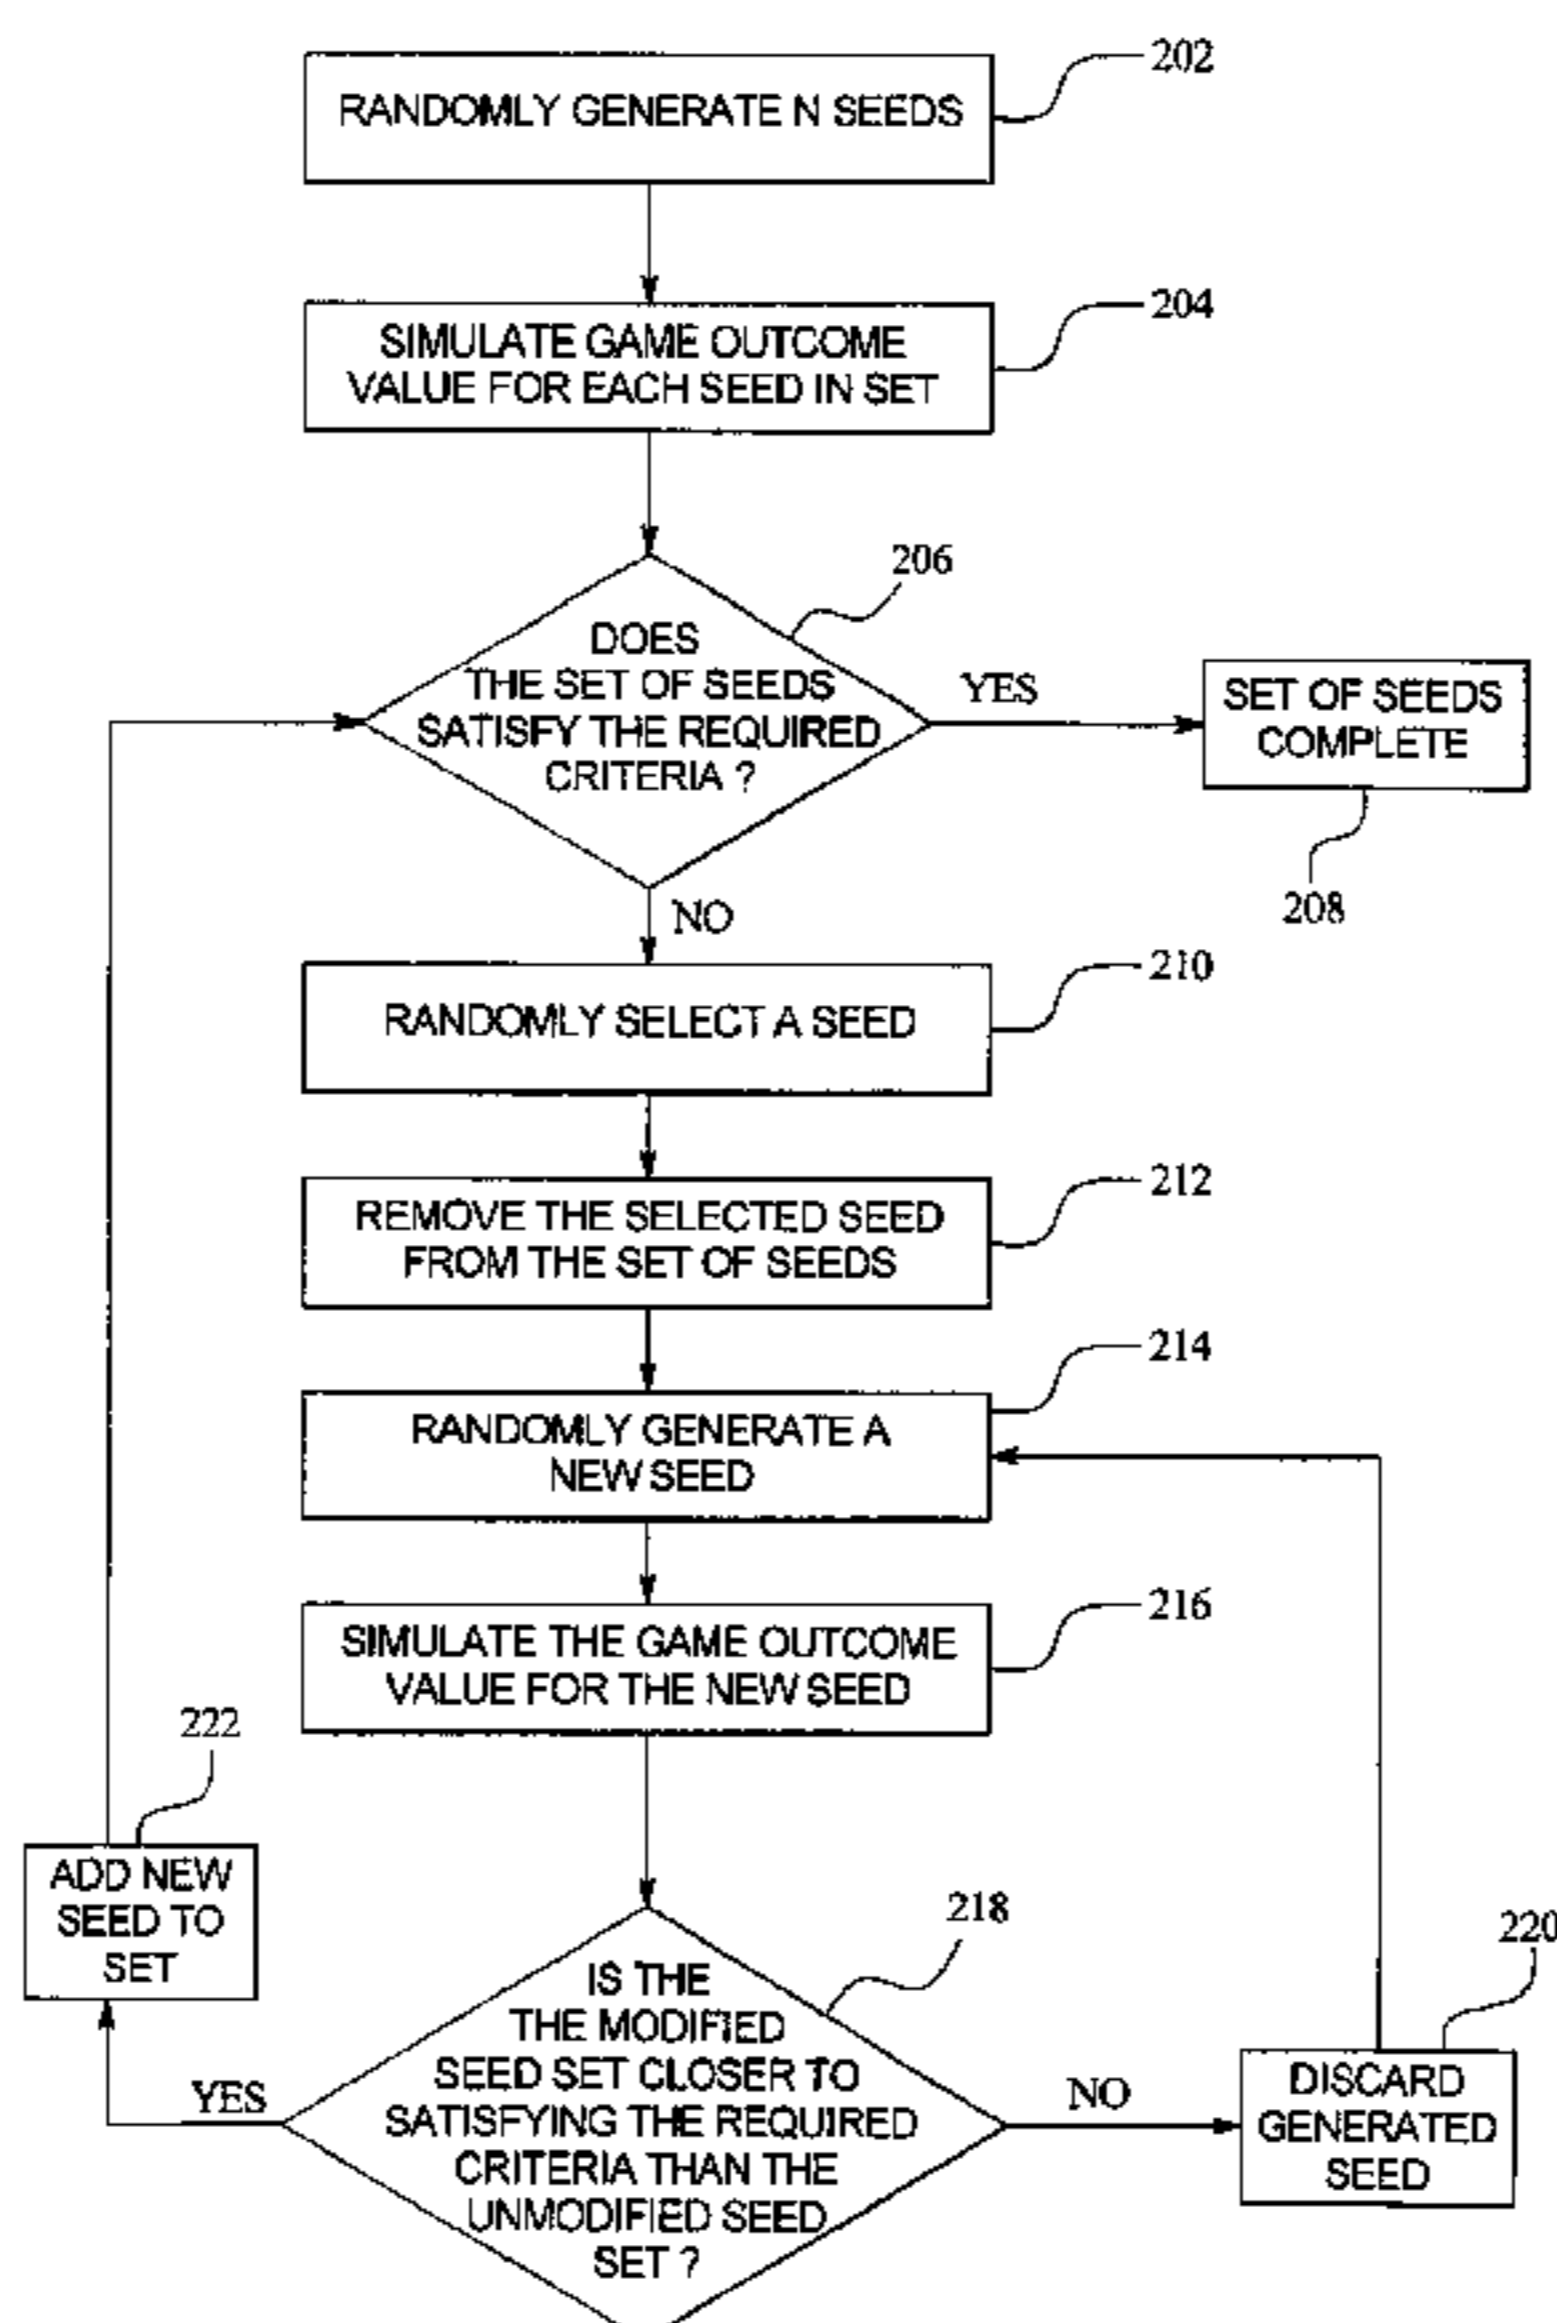 202
RANDOMLY GENERATE N SEEDS
204
SIMULATE GAME OUTCOME
VALUE FOR EACH SEED IN SET
206
DOES
THE SET OF SEEDS
SATISFY THE REQUIRED
CRITERIA ?
YES
SET OF SEEDS
COMPLETE
208
NO
210
RANDOMLY SELECT A SEED
212
REMOVE THE SELECTED SEED
FROM THE SET OF SEEDS
214
RANDOMLY GENERATE A
NEW SEED
216
SIMULATE THE GAME OUTCOME
VALUE FOR THE NEW SEED
222
ADD NEW
SEED TO
SET
218
IS THE
THE MODIFIED
SEED SET CLOSER TO
SATISFYING THE REQUIRED
CRITERIA THAN THE
UNMODIFIED SEED
SET ?
YES
NO
220
DISCARD
GENERATED
SEED